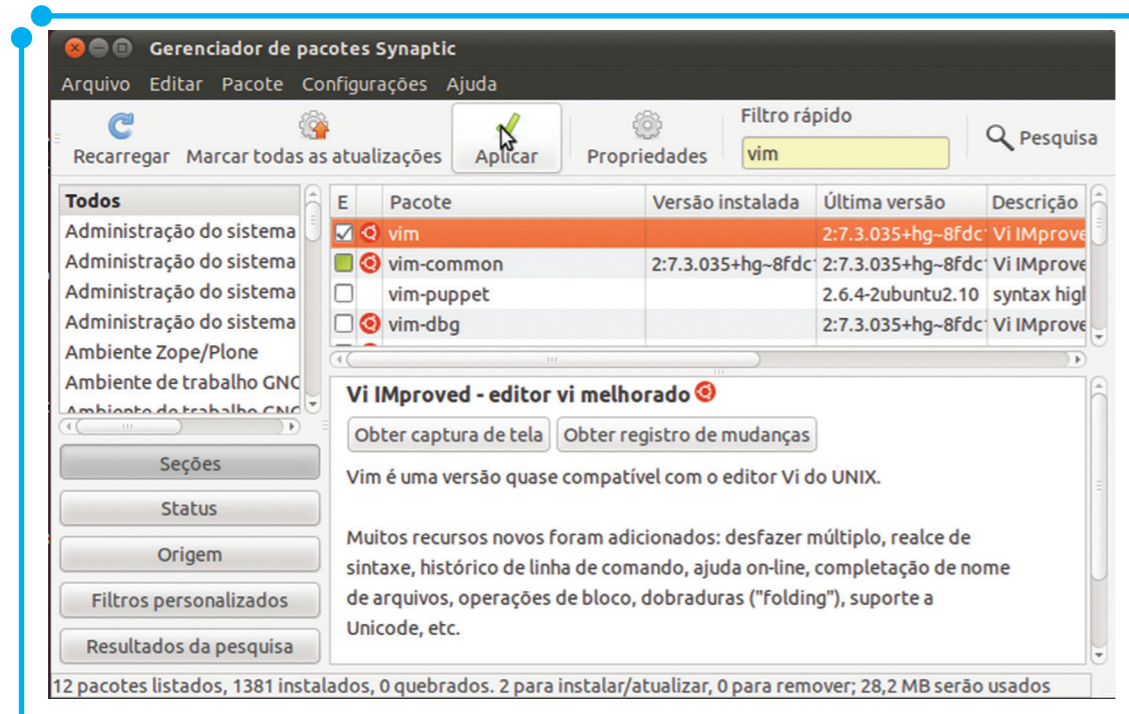 Gerenciador de pacotes Synaptic
Arquivo Editar Pacote Configurações Ajuda
Recarregar Marcar todas as atualizações Aplicar Propriedades
Filtro rápido
vim
Pesquisa
Todos
Administração do sistema
Administração do sistema
Administração do sistema
Administração do sistema
Ambiente Zope/Plone
Ambiente de trabalho GNC
Ambiente de trabalho GNC
Seções
Status
Origem
Filtros personalizados
Resultados da pesquisa
E Pacote Versão instalada Última versão Descrição
vim 2:7.3.035+hg~8fdc Vi IMprove
vim-common 2:7.3.035+hg~8fdc 2:7.3.035+hg~8fdc Vi IMprove
vim-puppet 2.6.4-2ubuntu2.10 syntax high
vim-dbg 2:7.3.035+hg~8fdc Vi IMprove
Vi IMproved - editor vi melhorado
Obter captura de tela Obter registro de mudanças
Vim é uma versão quase compatível com o editor Vi do UNIX.
Muitos recursos novos foram adicionados: desfazer múltiplo, realce de
sintaxe, histórico de linha de comando, ajuda on-line, completação de nome
de arquivos, operações de bloco, dobraduras ("folding"), suporte a
Unicode, etc.
12 pacotes listados, 1381 instalados, 0 quebrados. 2 para instalar/atualizar, 0 para remover; 28,2 MB serão usados